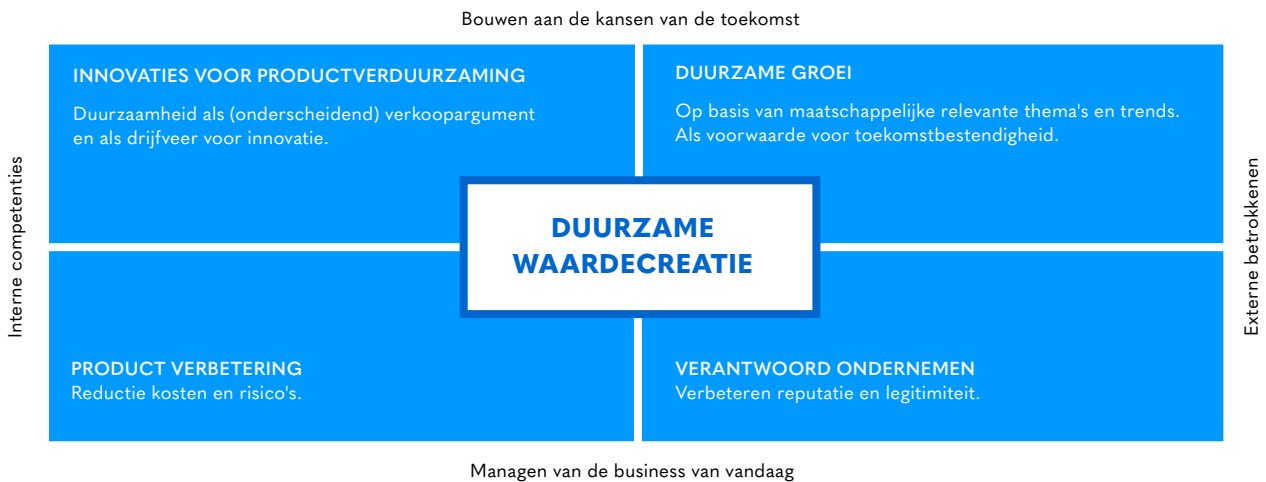 Bouwen aan de kansen van de toekomst
INNOVATIES VOOR PRODUCTVERDUURZAMING
Duurzaamheid als (onderscheidend) verkoopargument
en als drijfveer voor innovatie.
DUURZAME GROEI
Op basis van maatschappelijke relevante thema's en trends.
Als voorwaarde voor toekomstbestendigheid.
Interne competenties
DUURZAME
WAARDECREATIE
Externe betrokkenen
PRODUCT VERBETERING
Reductie kosten en risico's.
VERANTWOORD ONDERNEMEN
Verbeteren reputatie en legitimiteit.
Managen van de business van vandaag